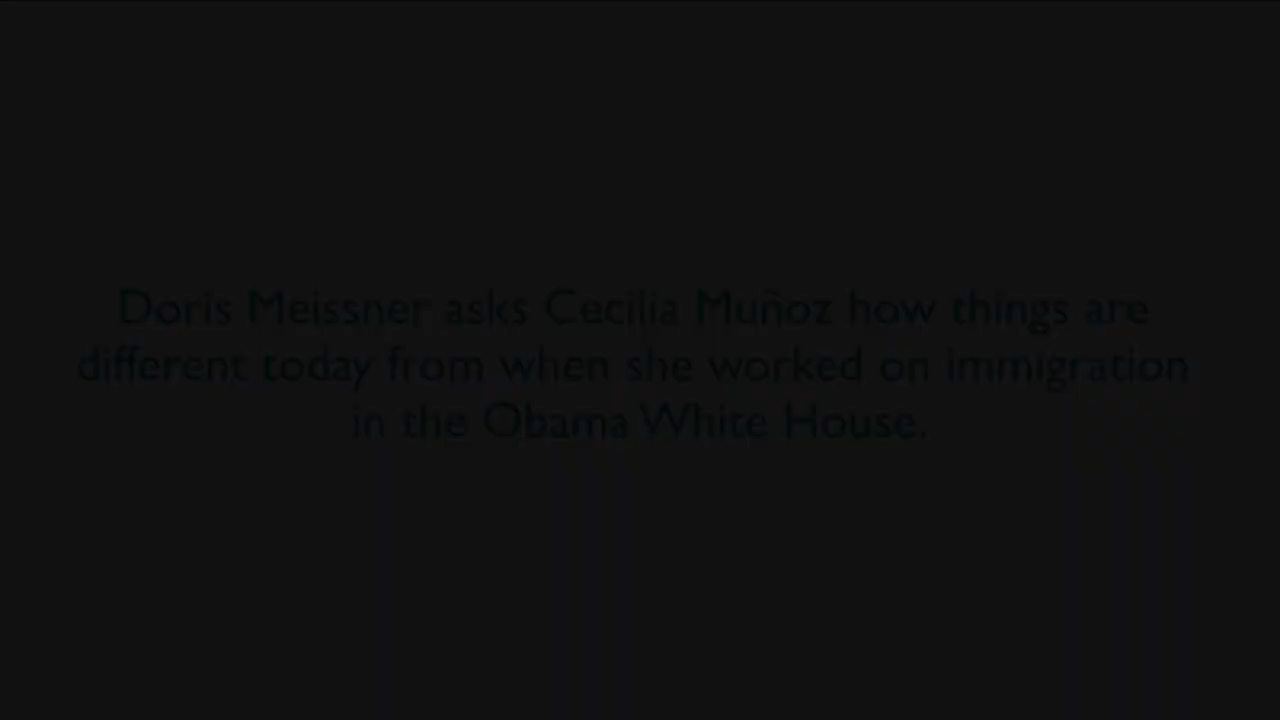 Doris Meissner asks Cecilia Muñoz how things are
different today from when she worked on immigration
in the Obama White House.